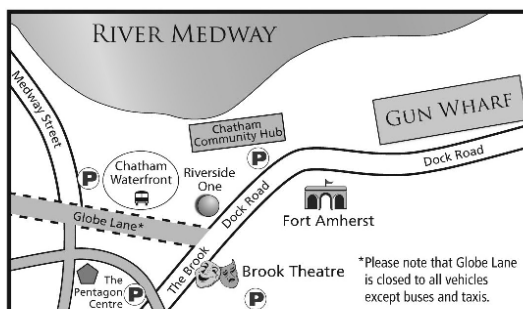 RIVER MEDWAY
Medway Street
GUN WHARF
Chatham
Community Hub
P
P
Chatham
Waterfront
Riverside
One
Dock Road
Dock Road
Fort Amherst
Globe Lane*
The Brook
Brook Theatre
The
Pentagon
Centre
P
P
*Please note that Globe Lane
is closed to all vehicles
except buses and taxis.